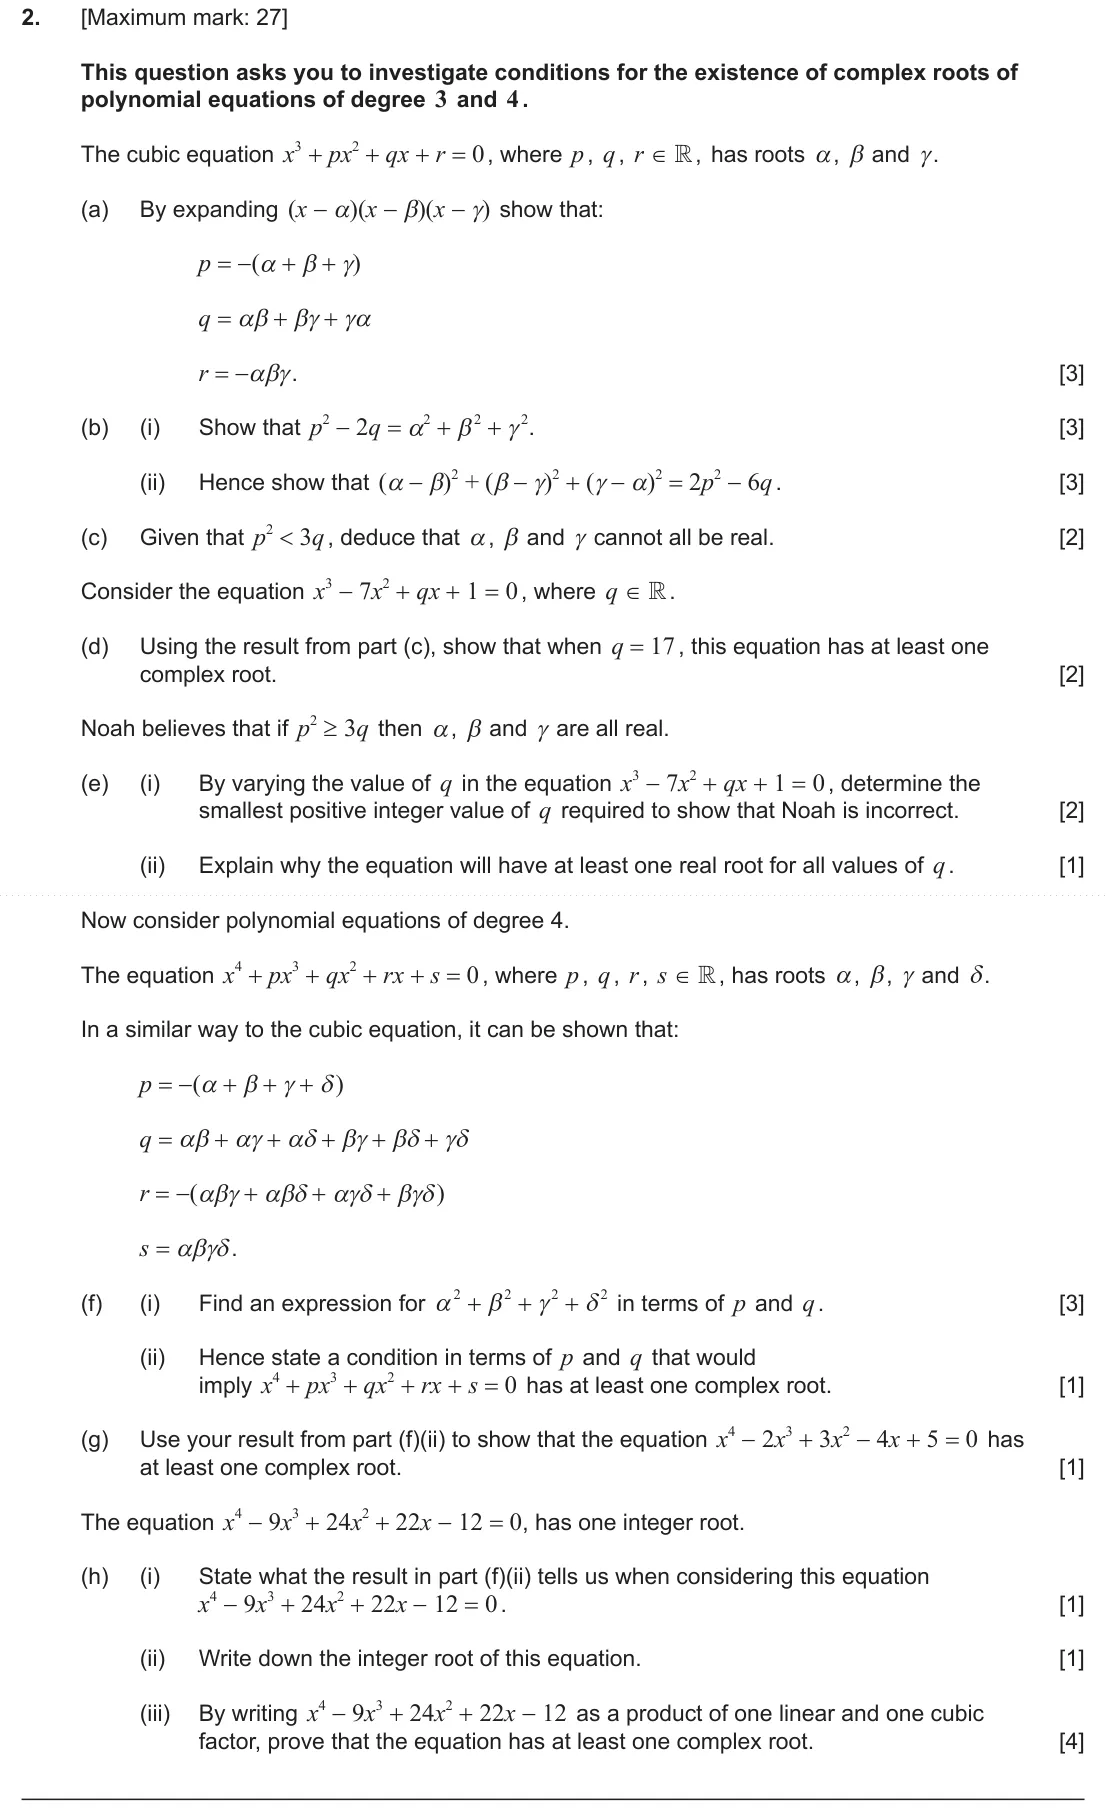 2. [Maximum mark: 27]
This question asks you to investigate conditions for the existence of complex roots of
polynomial equations of degree 3 and 4.
The cubic equation x³ + px² + qx + r = 0, where p, q, r ∈ ℝ, has roots α, β and γ.
(a) By expanding (x − α)(x − β)(x − γ) show that:
p = −(α + β + γ)
q = αβ + βγ + γα
r = −αβγ. [3]
(b) (i) Show that p² − 2q = α² + β² + γ². [3]
(ii) Hence show that (α − β)² + (β − γ)² + (γ − α)² = 2p² − 6q. [3]
(c) Given that p² < 3q, deduce that α, β and γ cannot all be real. [2]
Consider the equation x³ − 7x² + qx + 1 = 0, where q ∈ ℝ.
(d) Using the result from part (c), show that when q = 17, this equation has at least one
complex root. [2]
Noah believes that if p² ≥ 3q then α, β and γ are all real.
(e) (i) By varying the value of q in the equation x³ − 7x² + qx + 1 = 0, determine the
smallest positive integer value of q required to show that Noah is incorrect. [2]
(ii) Explain why the equation will have at least one real root for all values of q. [1]
Now consider polynomial equations of degree 4.
The equation x⁴ + px³ + qx² + rx + s = 0, where p, q, r, s ∈ ℝ, has roots α, β, γ and δ.
In a similar way to the cubic equation, it can be shown that:
p = −(α + β + γ + δ)
q = αβ + αγ + αδ + βγ + βδ + γδ
r = −(αβγ + αβδ + αγδ + βγδ)
s = αβγδ.
(f) (i) Find an expression for α² + β² + γ² + δ² in terms of p and q. [3]
(ii) Hence state a condition in terms of p and q that would
imply x⁴ + px³ + qx² + rx + s = 0 has at least one complex root. [1]
(g) Use your result from part (f)(ii) to show that the equation x⁴ − 2x³ + 3x² − 4x + 5 = 0 has
at least one complex root. [1]
The equation x⁴ − 9x³ + 24x² + 22x − 12 = 0, has one integer root.
(h) (i) State what the result in part (f)(ii) tells us when considering this equation
x⁴ − 9x³ + 24x² + 22x − 12 = 0. [1]
(ii) Write down the integer root of this equation. [1]
(iii) By writing x⁴ − 9x³ + 24x² + 22x − 12 as a product of one linear and one cubic
factor, prove that the equation has at least one complex root. [4]